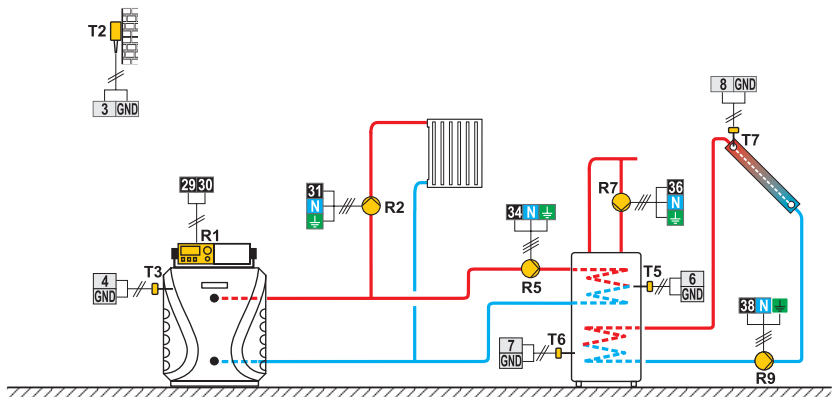 T2
3 GND
8 GND
T7
29 30
31
N
R2
34 N
R7
36
N
R1
T3
4
GND
R5
T5
6
GND
7
GND
T6
38 N
R9